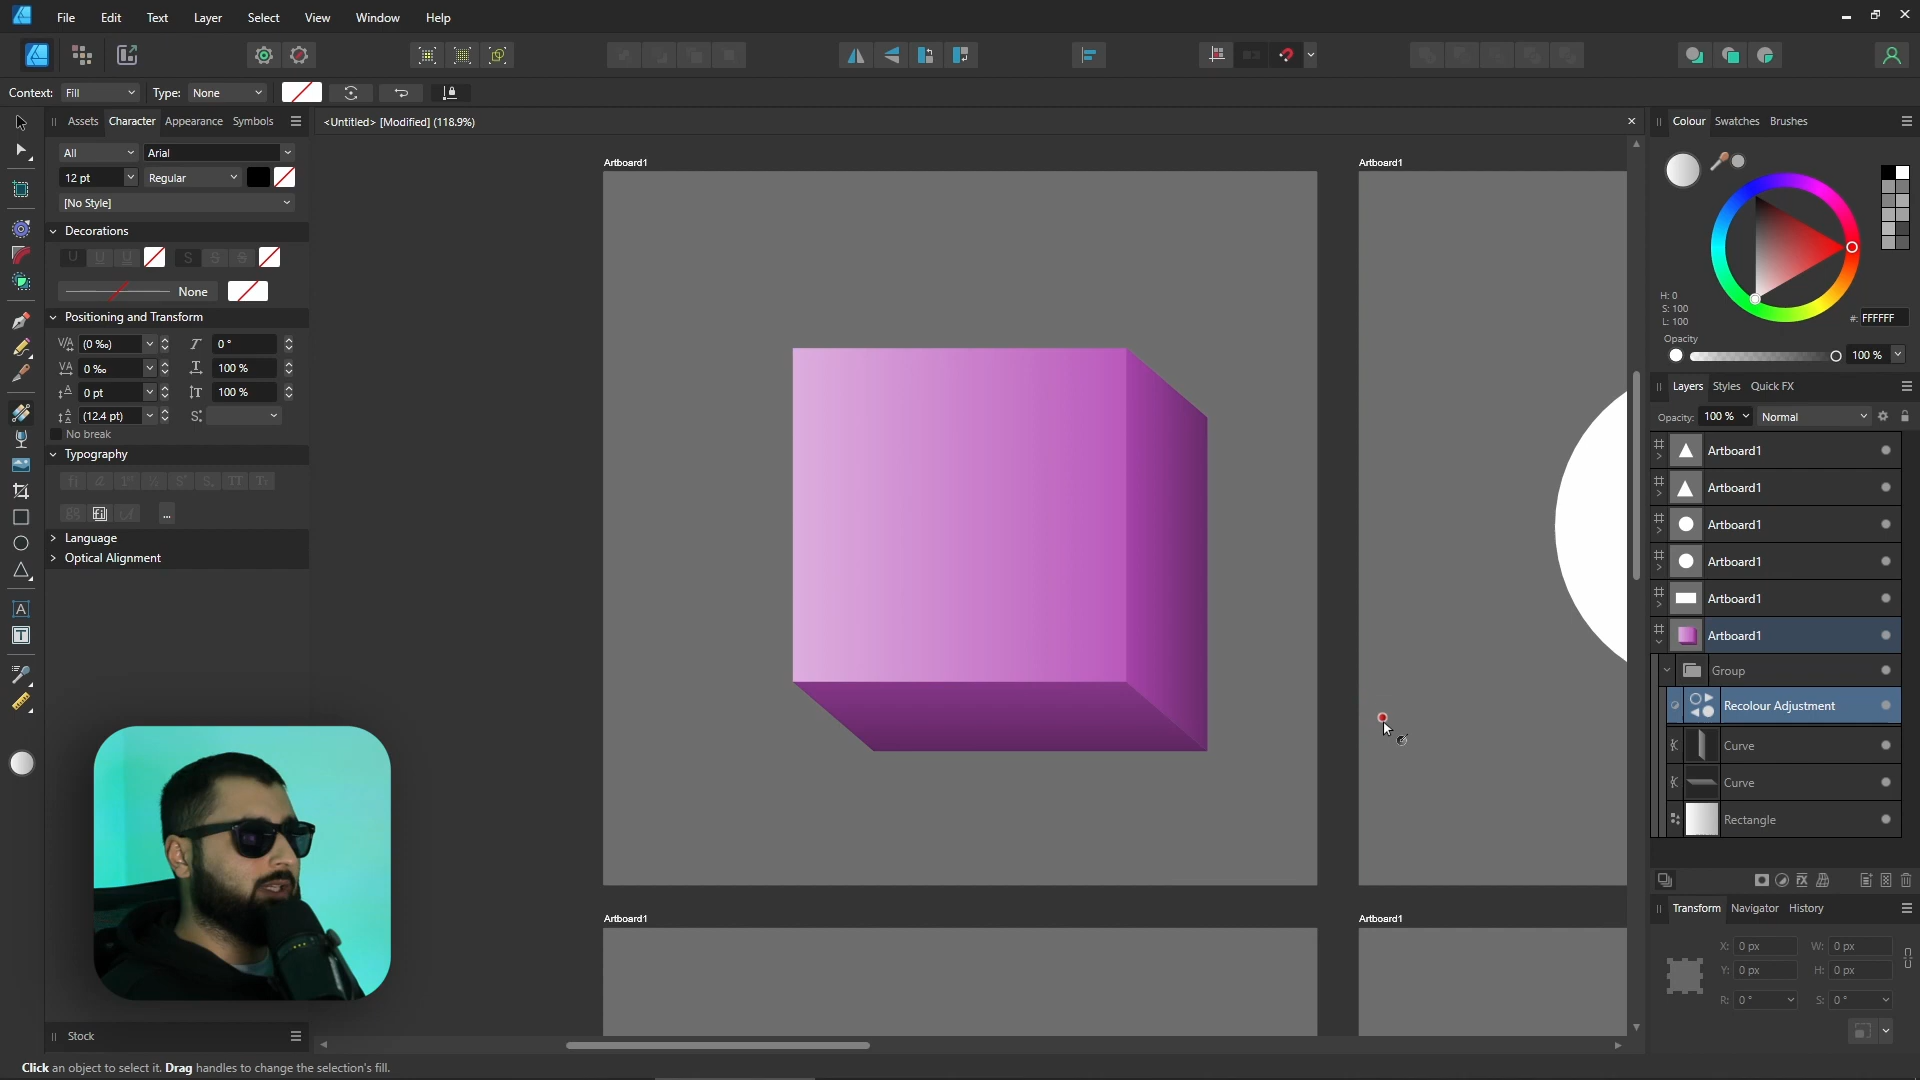 File Edit Text Layer Select View Window Help
Context: Fill Type: None
Assets Character Appearance Symbols
<Untitled> [Modified] (118.9%)
Colour Swatches Brushes
All Arial
12 pt Regular
[No Style]
Decorations
None
Positioning and Transform
(0 ‰) 0 °
0 ‰ 100 %
0 pt 100 %
(12.4 pt)
No break
Typography
...
Language
Optical Alignment
Stock
Artboard1
Artboard1
Artboard1
Artboard1
H: 0
S: 100
L: 100
#: FFFFFF
Opacity
100 %
Layers Styles Quick FX
Opacity: 100 % Normal
Artboard1
Artboard1
Artboard1
Artboard1
Artboard1
Artboard1
Group
Recolour Adjustment
Curve
Curve
Rectangle
Transform Navigator History
X: 0 px W: 0 px
Y: 0 px H: 0 px
R: 0 ° S: 0 °
Click an object to select it. Drag handles to change the selection's fill.